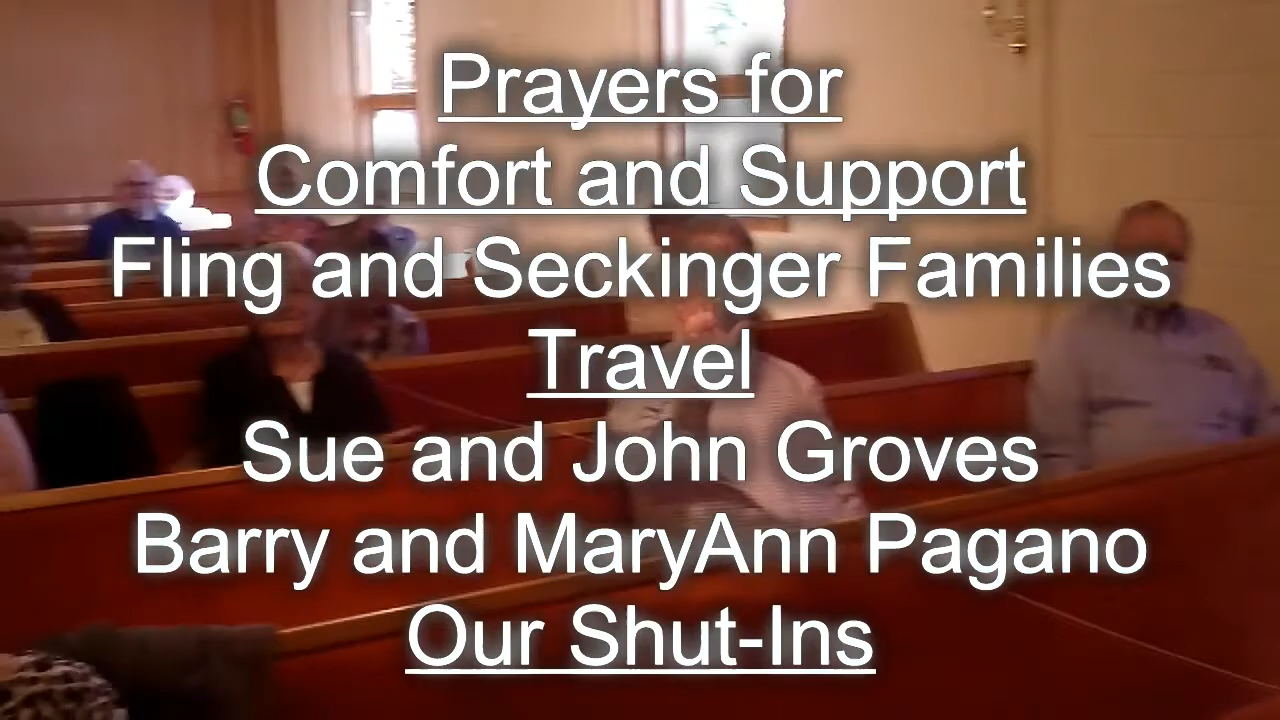 Prayers for
Comfort and Support
Fling and Seckinger Families
Travel
Sue and John Groves
Barry and MaryAnn Pagano
Our Shut-Ins